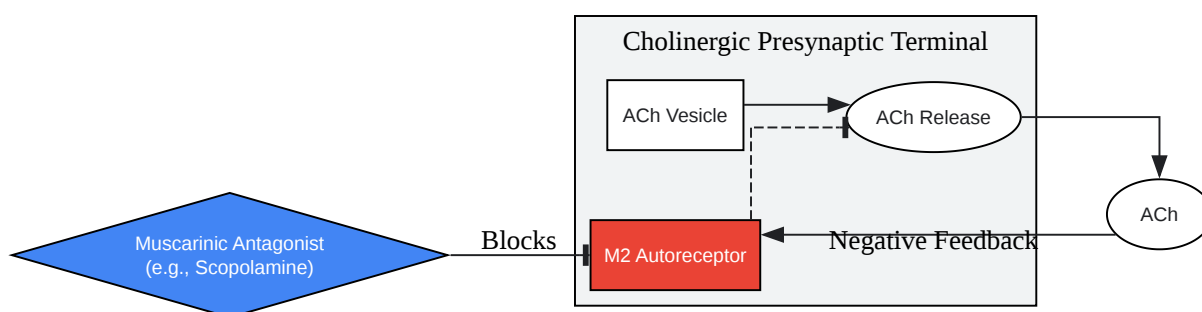 Cholinergic Presynaptic Terminal
ACh Vesicle
ACh Release
ACh
Muscarinic Antagonist
(e.g., Scopolamine)
Blocks
M2 Autoreceptor
Negative Feedback